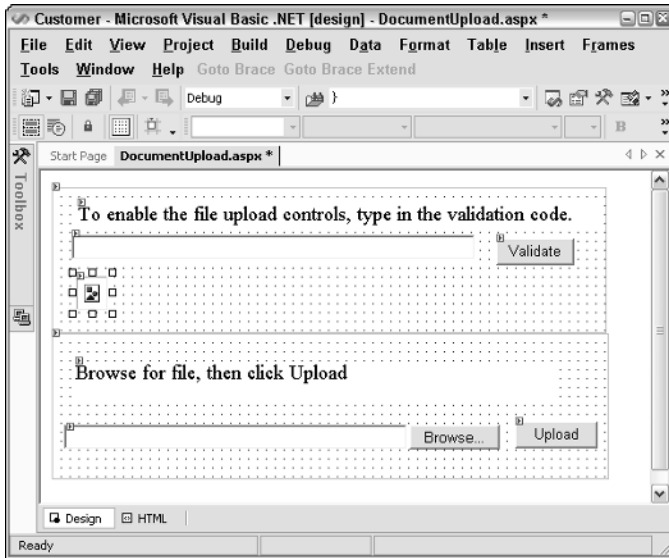 Customer - Microsoft Visual Basic .NET [design] - DocumentUpload.aspx *
File Edit View Project Build Debug Data Format Table Insert Frames
Tools Window Help Goto Brace Goto Brace Extend
Debug }
B
Start Page DocumentUpload.aspx *
Toolbox
To enable the file upload controls, type in the validation code.
Validate
Browse for file, then click Upload
Browse... Upload
Design HTML
Ready